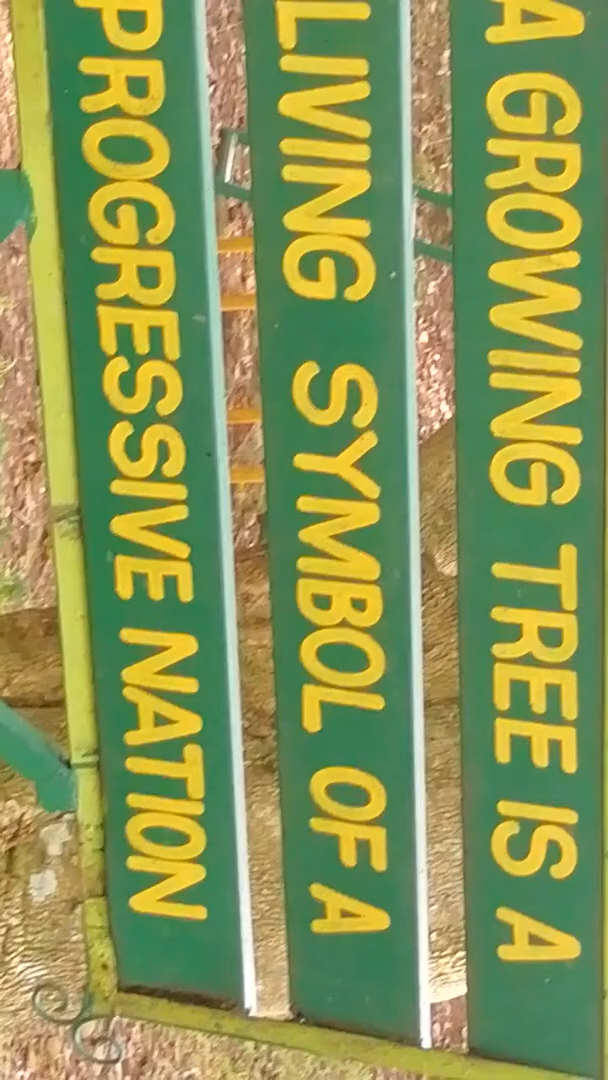 A GROWING TREE IS A
LIVING SYMBOL OF A
PROGRESSIVE NATION